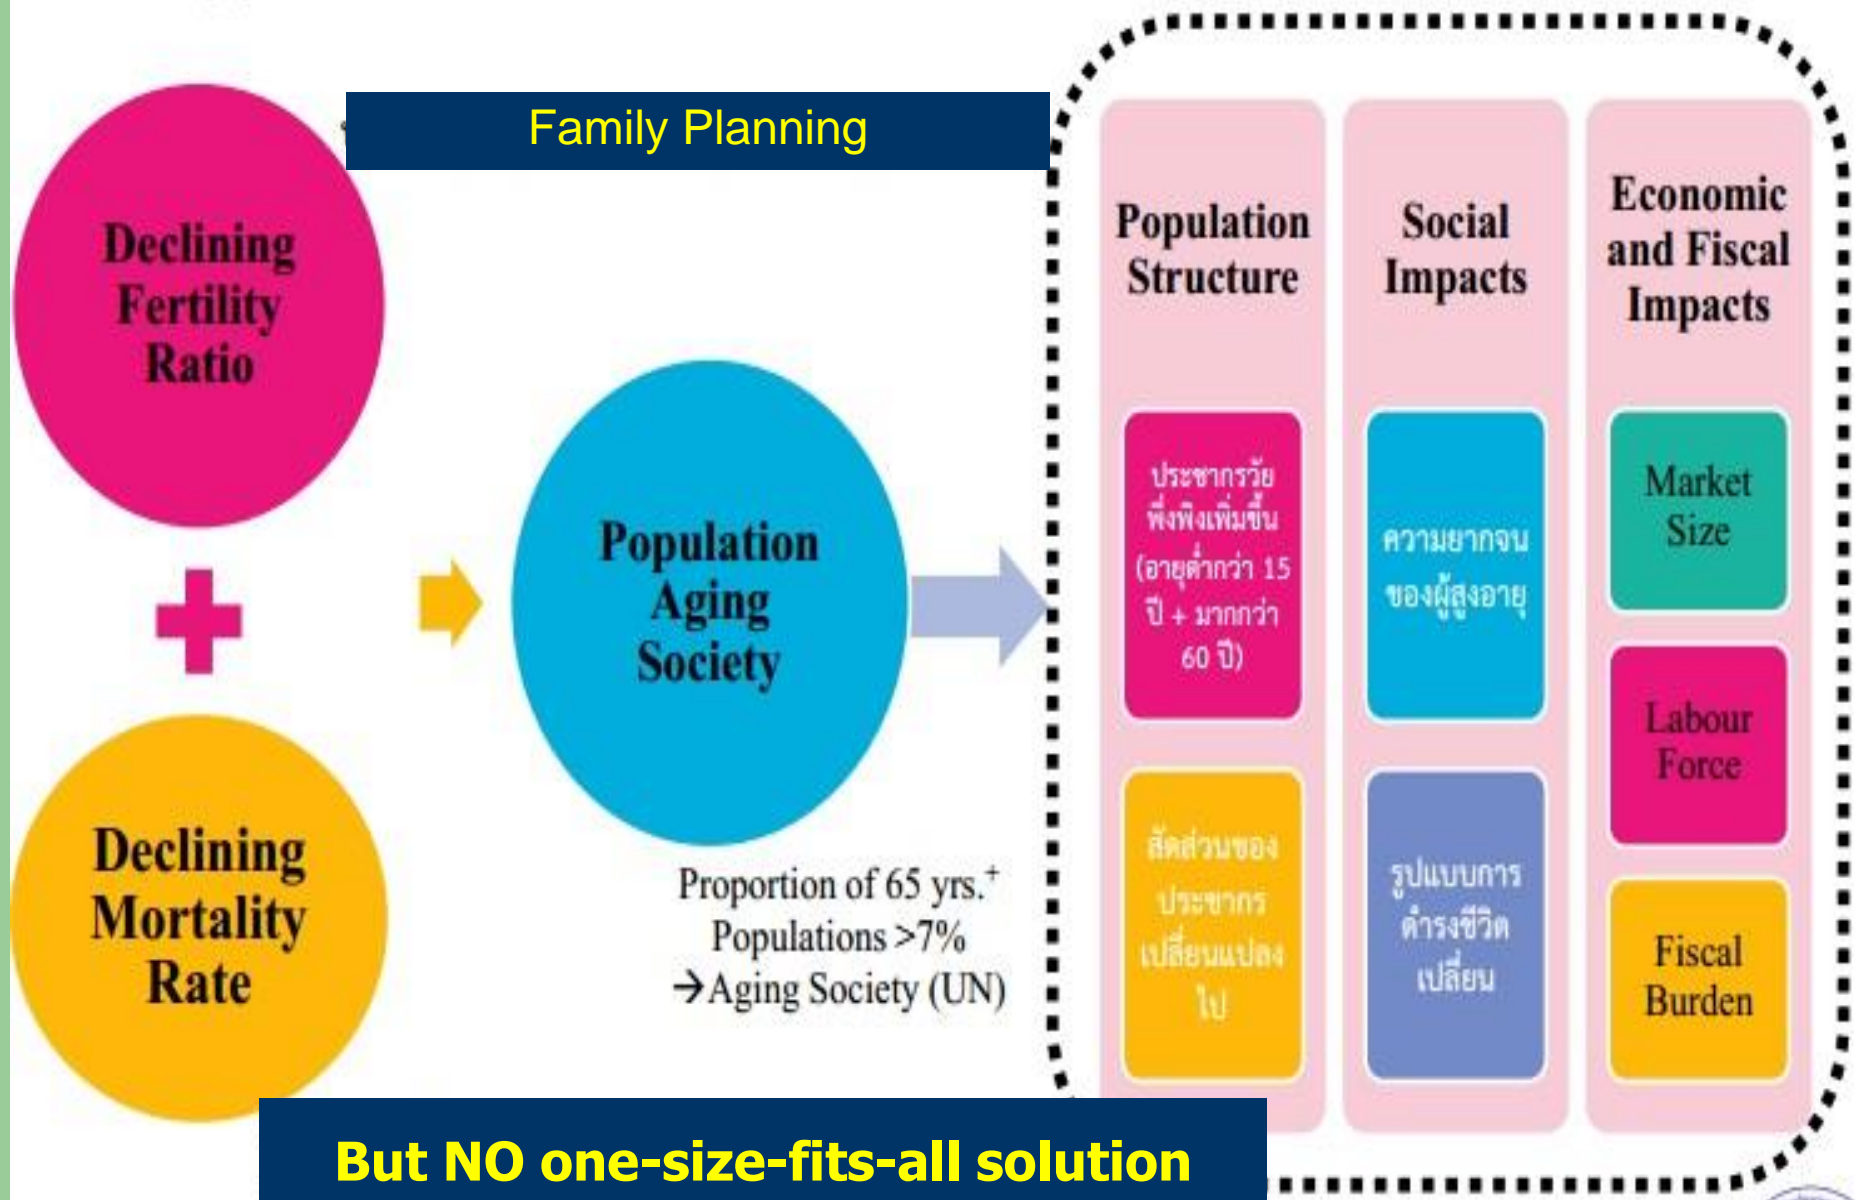 Family Planning
Declining
Fertility
Ratio
Declining
Mortality
Rate
Population
Aging
Society
Proportion of 65 yrs.⁺
Populations >7%
→Aging Society (UN)
Population
Structure
ประชากรวัย
พึ่งพิงเพิ่มขึ้น
(อายุต่ำกว่า 15
ปี + มากกว่า
60 ปี)
สัดส่วนของ
ประชากร
เปลี่ยนแปลง
ไป
Social
Impacts
ความยากจน
ของผู้สูงอายุ
รูปแบบการ
ดำรงชีวิต
เปลี่ยน
Economic
and Fiscal
Impacts
Market
Size
Labour
Force
Fiscal
Burden
But NO one-size-fits-all solution